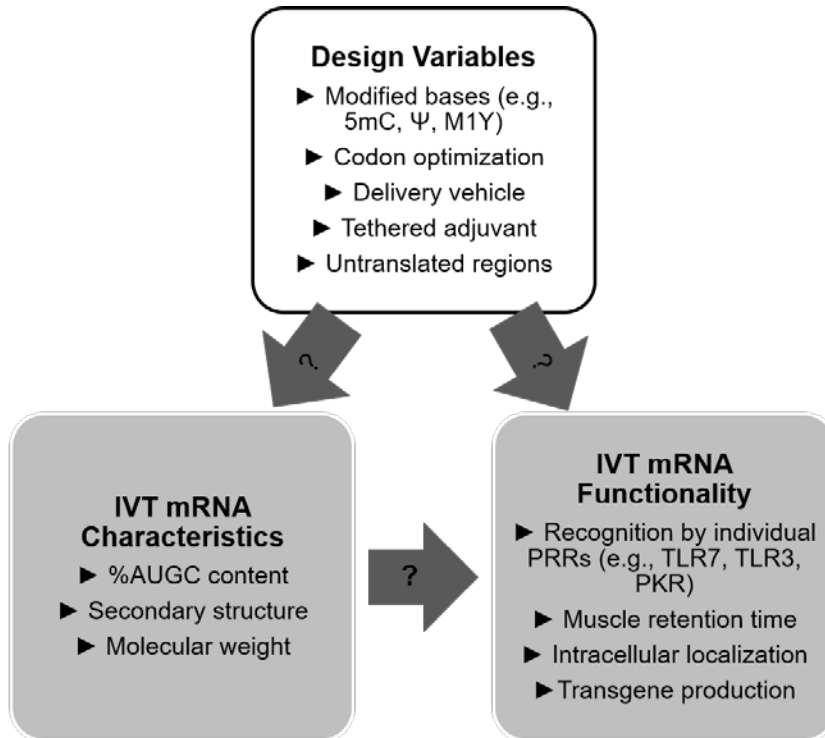 Design Variables
► Modified bases (e.g.,
5mC, Ψ, M1Y)
► Codon optimization
► Delivery vehicle
► Tethered adjuvant
► Untranslated regions
?
?
IVT mRNA
Characteristics
► %AUGC content
► Secondary structure
► Molecular weight
?
IVT mRNA
Functionality
► Recognition by individual
PRRs (e.g., TLR7, TLR3,
PKR)
► Muscle retention time
► Intracellular localization
► Transgene production